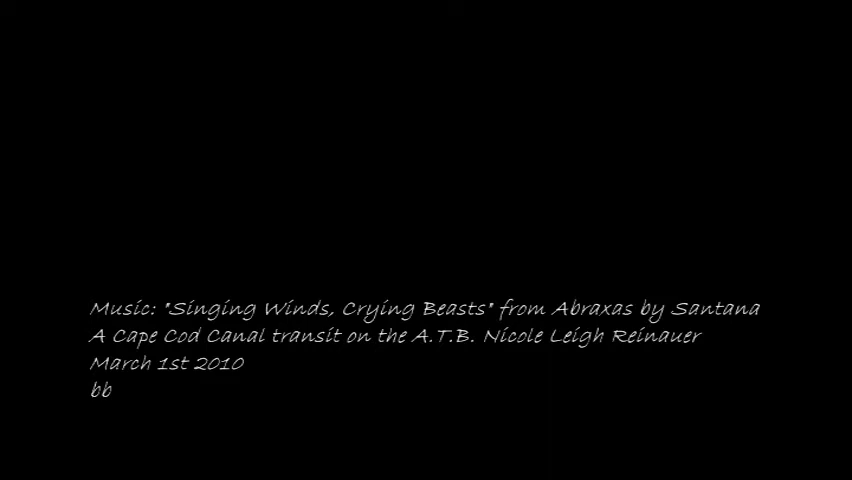 Music: "Singing Winds, Crying Beasts" from Abraxas by Santana
A Cape Cod Canal transit on the A.T.B. Nicole Leigh Reinauer
March 1st 2010
bb